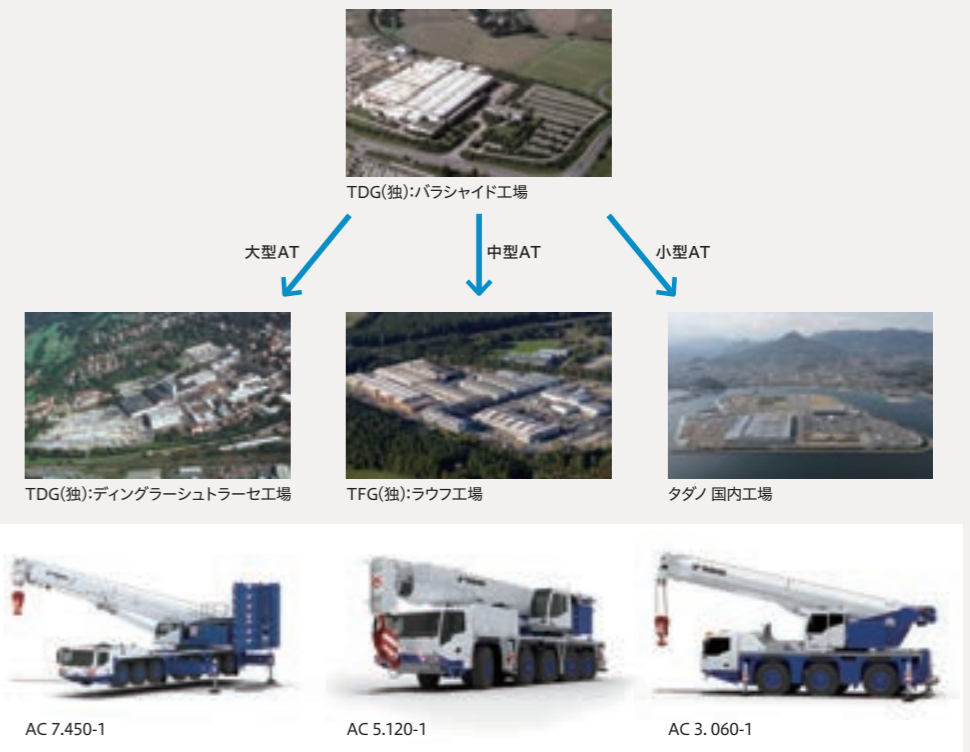 TDG(独):バラシャイド工場
大型AT
中型AT
小型AT
TDG(独):ディングラーシュトラーセ工場
TFG(独):ラウフ工場
タダノ 国内工場
AC 7.450-1
AC 5.120-1
AC 3. 060-1